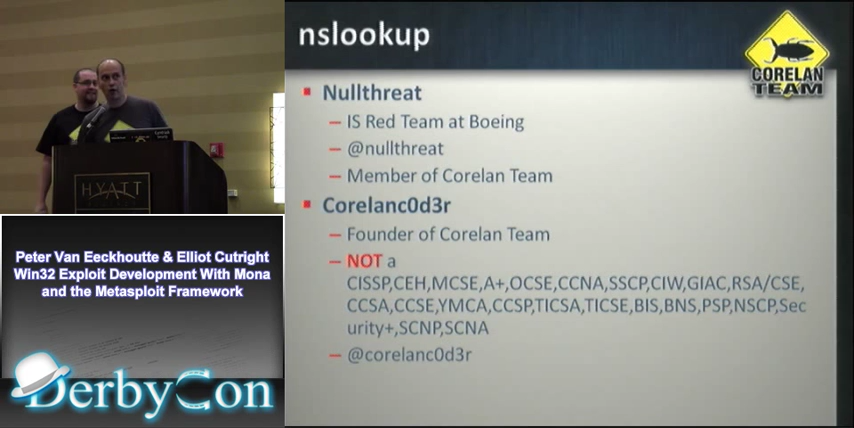 nslookup
CORELAN
TEAM
Nullthreat
– IS Red Team at Boeing
– @nullthreat
– Member of Corelan Team
Corelanc0d3r
– Founder of Corelan Team
– NOT a
CISSP,CEH,MCSE,A+,OCSE,CCNA,SSCP,CIW,GIAC,RSA/CSE,
CCSA,CCSE,YMCA,CCSP,TICSA,TICSE,BIS,BNS,PSP,NSCP,Sec
urity+,SCNP,SCNA
– @corelanc0d3r
HYATT
Peter Van Eeckhoutte & Elliot Cutright
Win32 Exploit Development With Mona
and the Metasploit Framework
DerbyCon